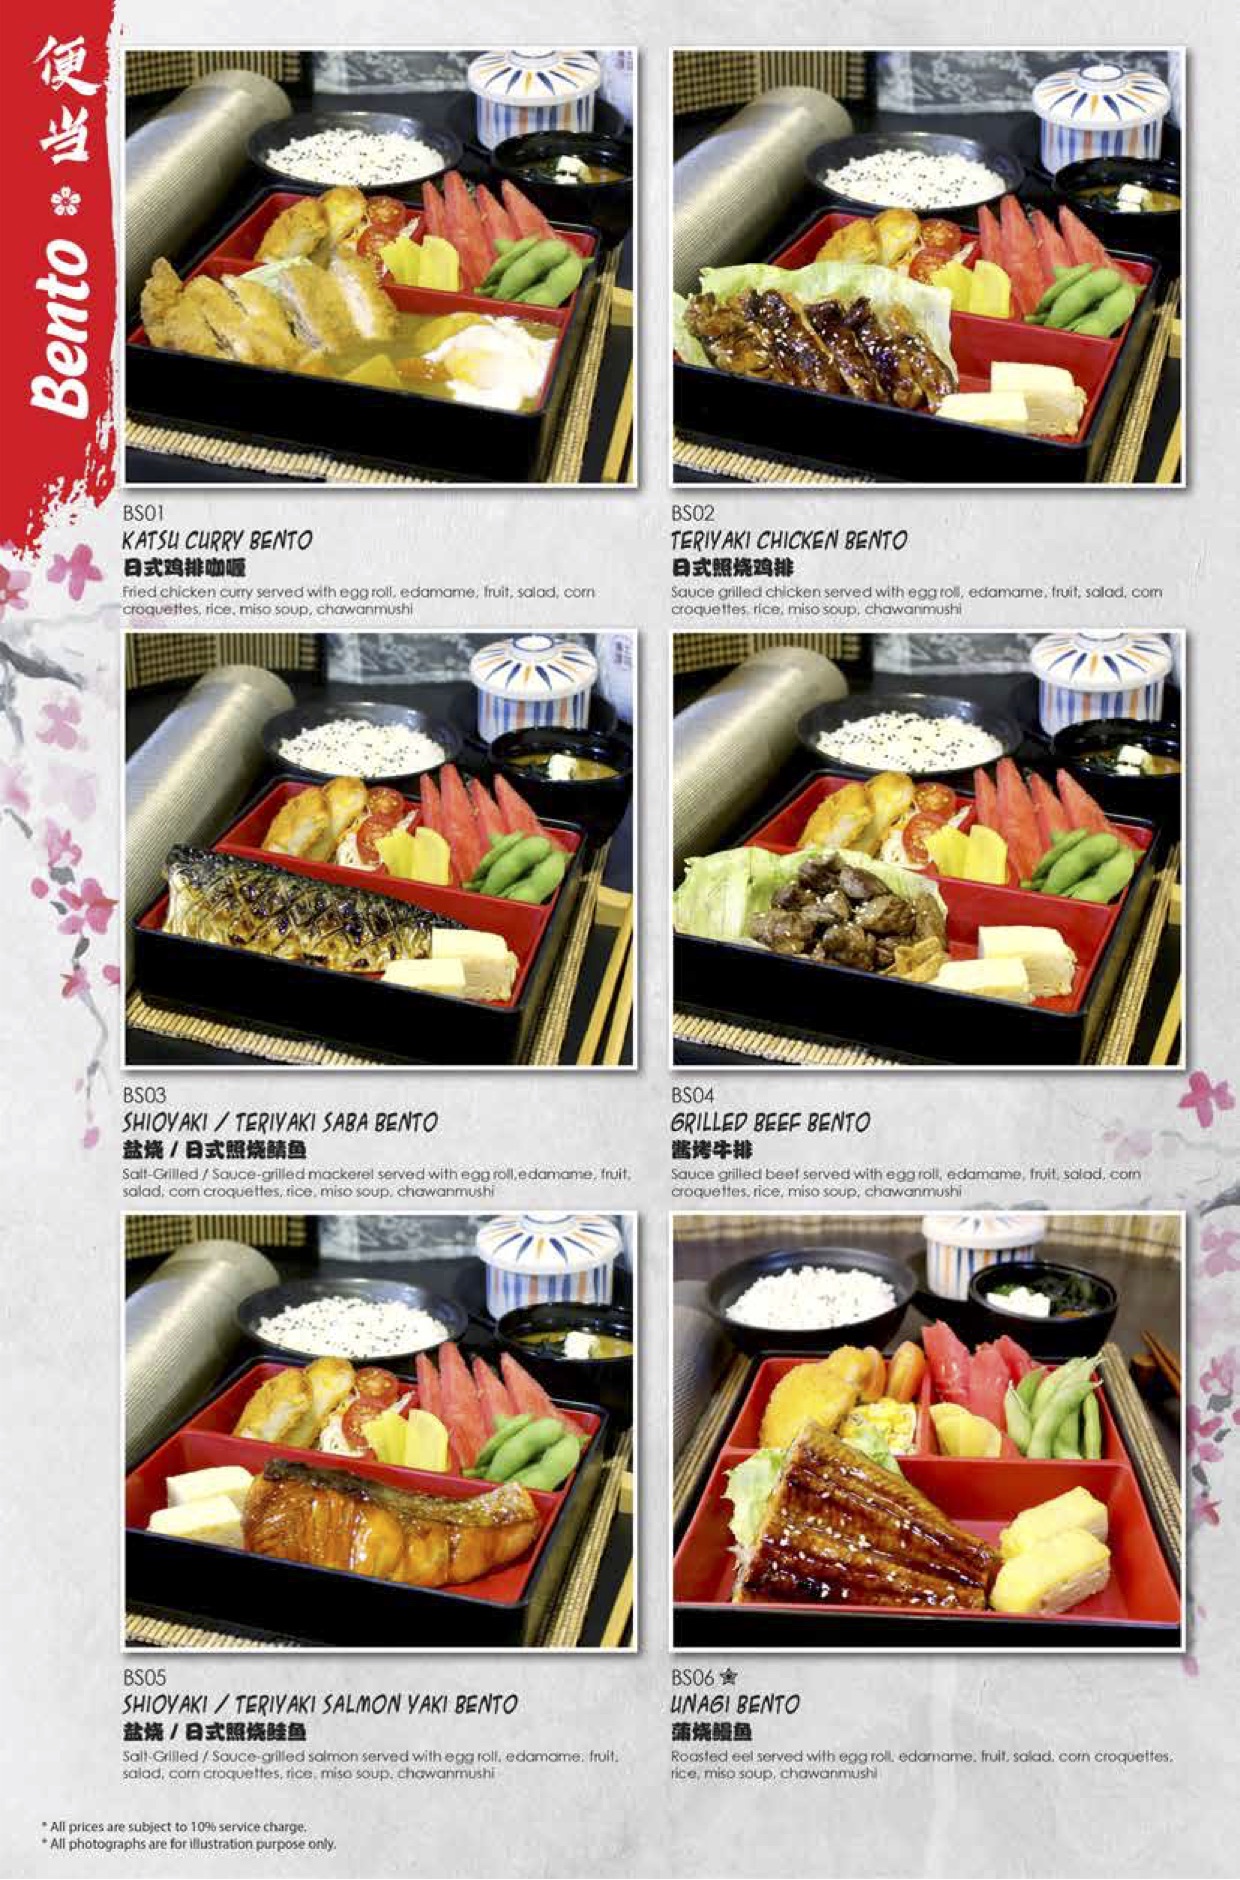 便当 Bento
BS01
KATSU CURRY BENTO
日式鸡排咖喱
Fried chicken curry served with egg roll, edamame, fruit, salad, corn
croquettes, rice, miso soup, chawanmushi
BS02
TERIYAKI CHICKEN BENTO
日式照烧鸡排
Sauce grilled chicken served with egg roll, edamame, fruit, salad, corn
croquettes, rice, miso soup, chawanmushi
BS03
SHIOYAKI / TERIYAKI SABA BENTO
盐烧 / 日式照烧鲭鱼
Salt-Grilled / Sauce-grilled mackerel served with egg roll,edamame, fruit,
salad, corn croquettes, rice, miso soup, chawanmushi
BS04
GRILLED BEEF BENTO
酱烤牛排
Sauce grilled beef served with egg roll, edamame, fruit, salad, corn
croquettes, rice, miso soup, chawanmushi
BS05
SHIOYAKI / TERIYAKI SALMON YAKI BENTO
盐烧 / 日式照烧鲑鱼
Salt-Grilled / Sauce-grilled salmon served with egg roll, edamame, fruit,
salad, corn croquettes, rice, miso soup, chawanmushi
BS06
UNAGI BENTO
蒲烧鳗鱼
Roasted eel served with egg roll, edamame, fruit, salad, corn croquettes,
rice, miso soup, chawanmushi
* All prices are subject to 10% service charge.
* All photographs are for illustration purpose only.